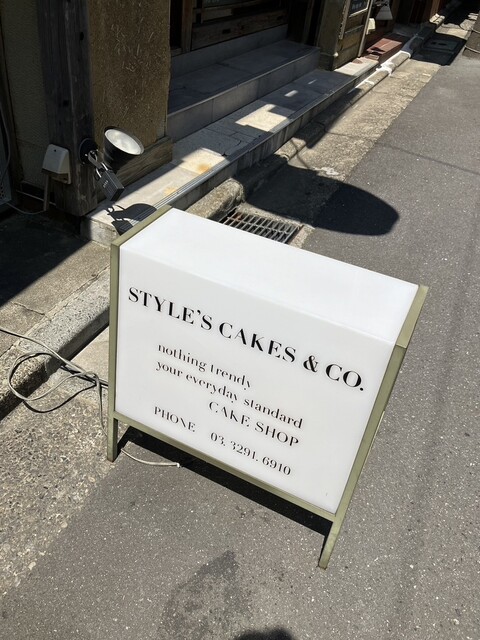 STYLE'S CAKES & CO.
nothing trendy
your everyday standard
CAKE SHOP
PHONE 03. 3291. 6910